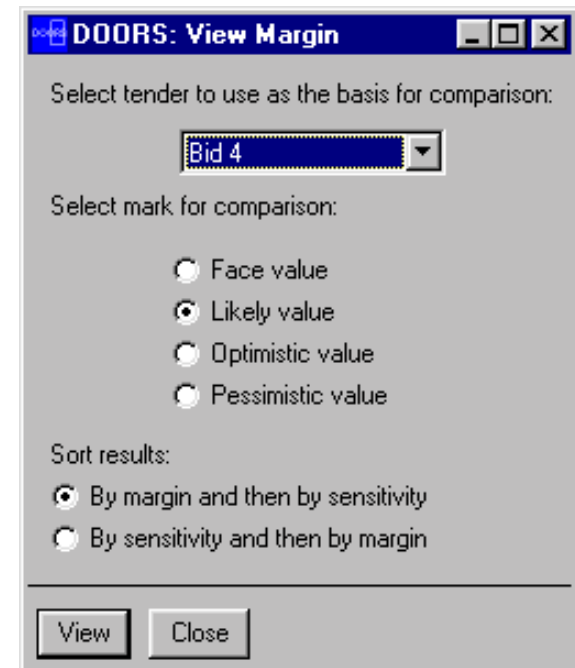 DOORS: View Margin
Select tender to use as the basis for comparison:
Bid 4
Select mark for comparison:
Face value
Likely value
Optimistic value
Pessimistic value
Sort results:
By margin and then by sensitivity
By sensitivity and then by margin
View Close